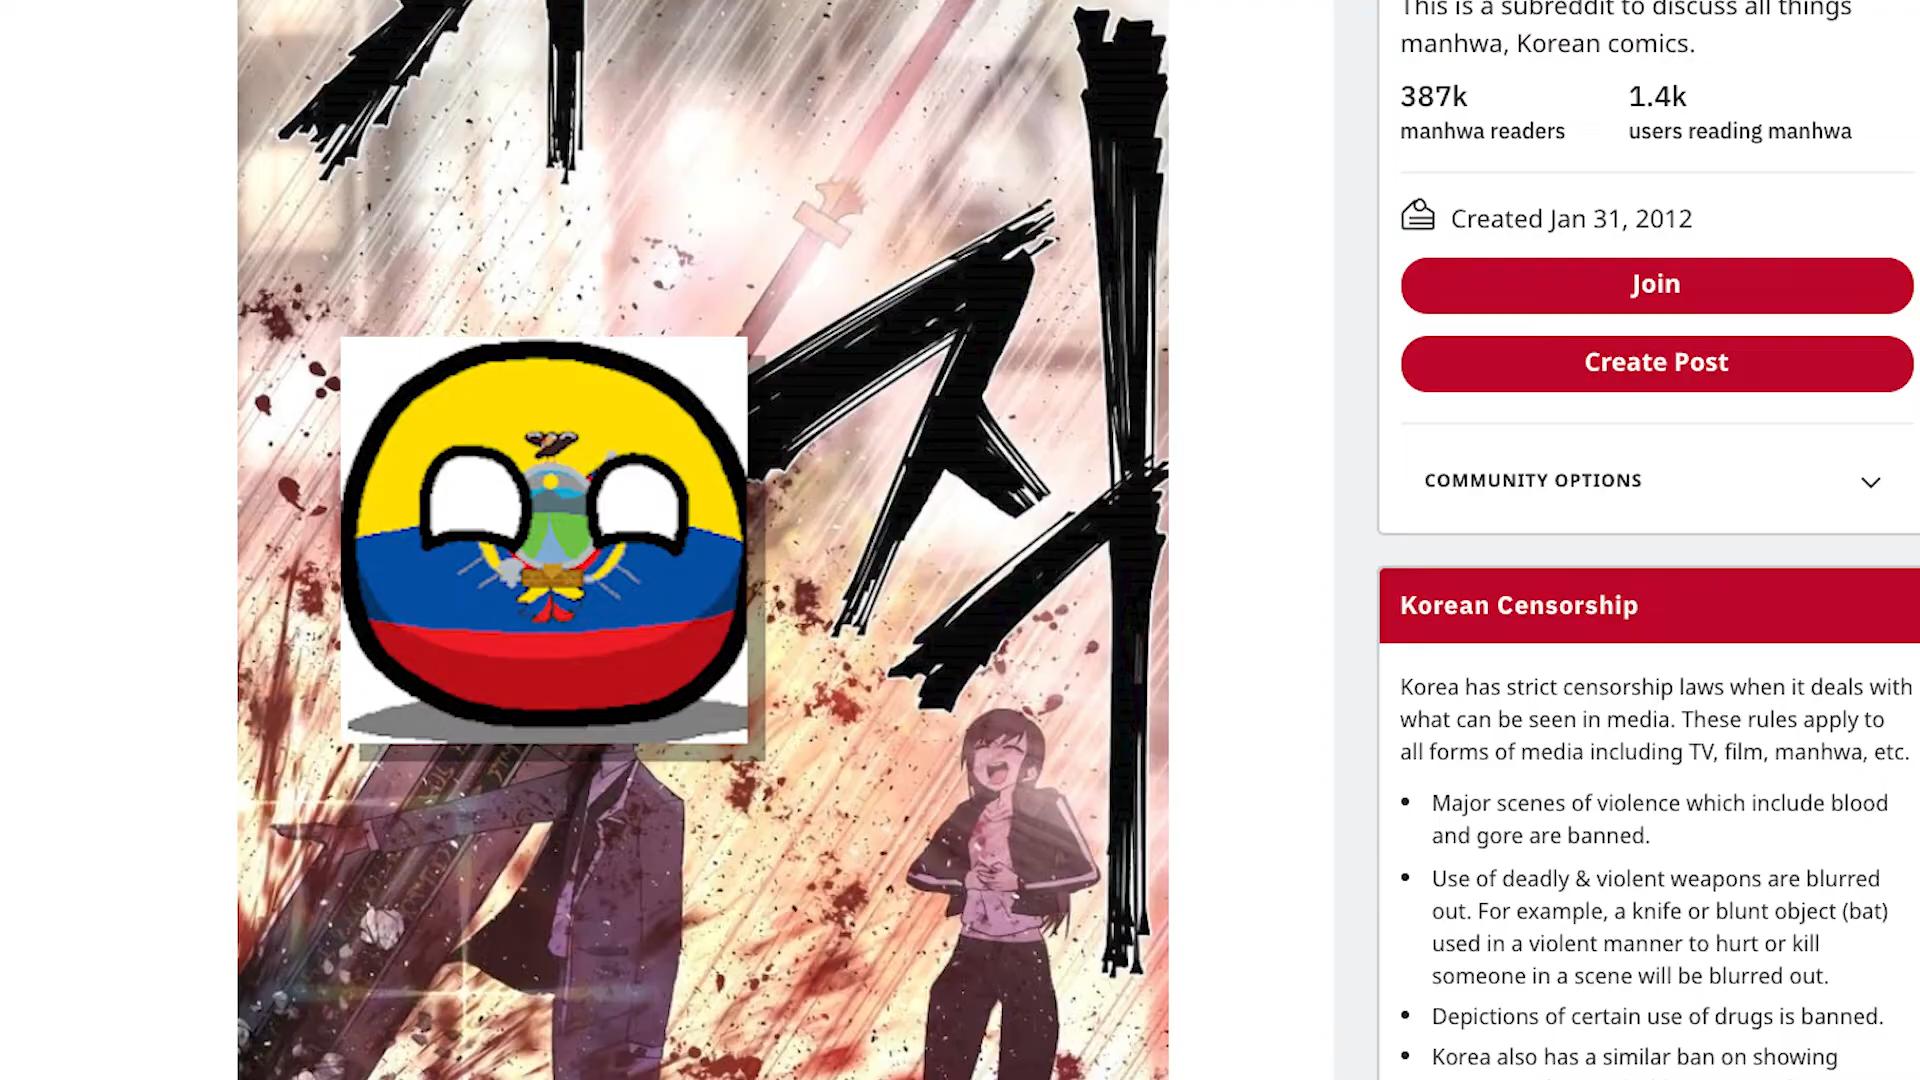 This is a subreddit to discuss all things
manhwa, Korean comics.
387k
1.4k
manhwa readers
users reading manhwa
Created Jan 31, 2012
Join
Create Post
COMMUNITY OPTIONS
Korean Censorship
Korea has strict censorship laws when it deals with
what can be seen in media. These rules apply to
all forms of media including TV, film, manhwa, etc.
• Major scenes of violence which include blood
and gore are banned.
• Use of deadly & violent weapons are blurred
out. For example, a knife or blunt object (bat)
used in a violent manner to hurt or kill
someone in a scene will be blurred out.
• Depictions of certain use of drugs is banned.
• Korea also has a similar ban on showing